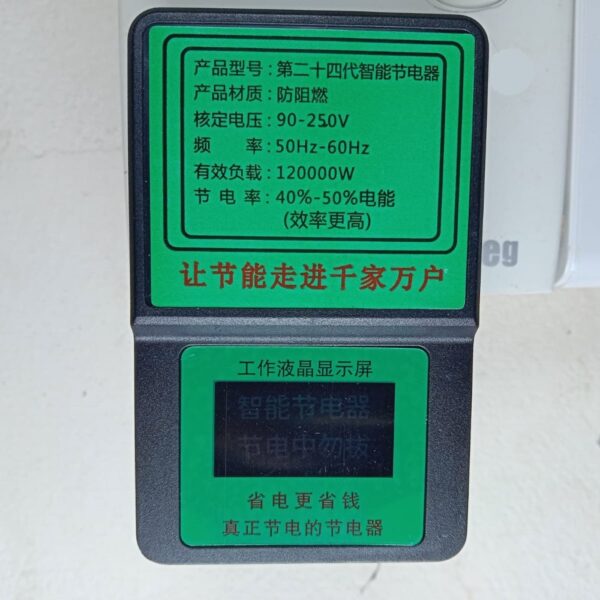 产品型号:第二十四代智能节电器
产品材质:防阻燃
核定电压:90-250V
频 率:50Hz-60Hz
有效负载:120000W
节 电 率:40%-50%电能
(效率更高)
让节能走进千家万户
eg
工作液晶显示屏
智能节电器
节电中勿拔
省电更省钱
真正节电的节电器